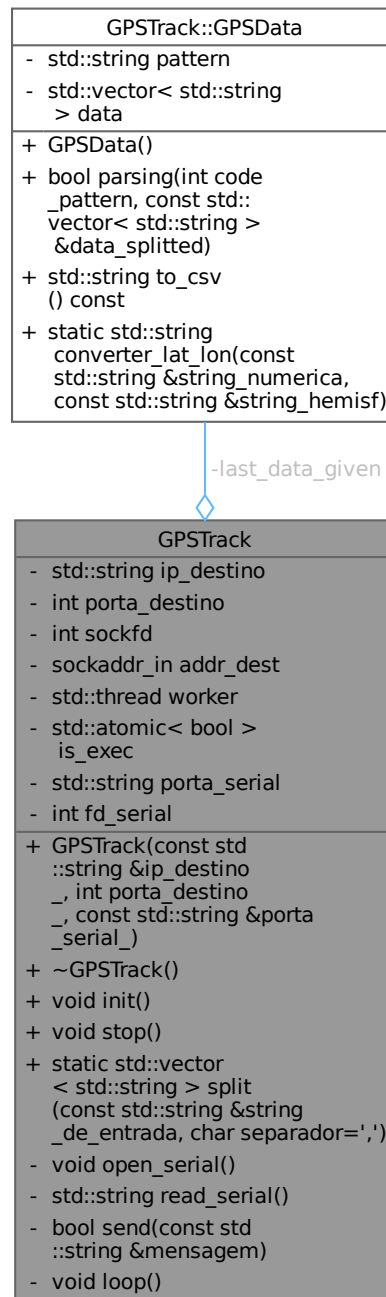 GPSTrack::GPSData
- std::string pattern
- std::vector< std::string
> data
+ GPSData()
+ bool parsing(int code
_pattern, const std::
vector< std::string >
&data_splitted)
+ std::string to_csv
() const
+ static std::string
converter_lat_lon(const
std::string &string_numerica,
const std::string &string_hemisf)
-last_data_given
GPSTrack
- std::string ip_destino
- int porta_destino
- int sockfd
- sockaddr_in addr_dest
- std::thread worker
- std::atomic< bool >
is_exec
- std::string porta_serial
- int fd_serial
+ GPSTrack(const std
::string &ip_destino
_, int porta_destino
_, const std::string &porta
_serial_)
+ ~GPSTrack()
+ void init()
+ void stop()
+ static std::vector
< std::string > split
(const std::string &string
_de_entrada, char separador=',')
- void open_serial()
- std::string read_serial()
- bool send(const std
::string &mensagem)
- void loop()